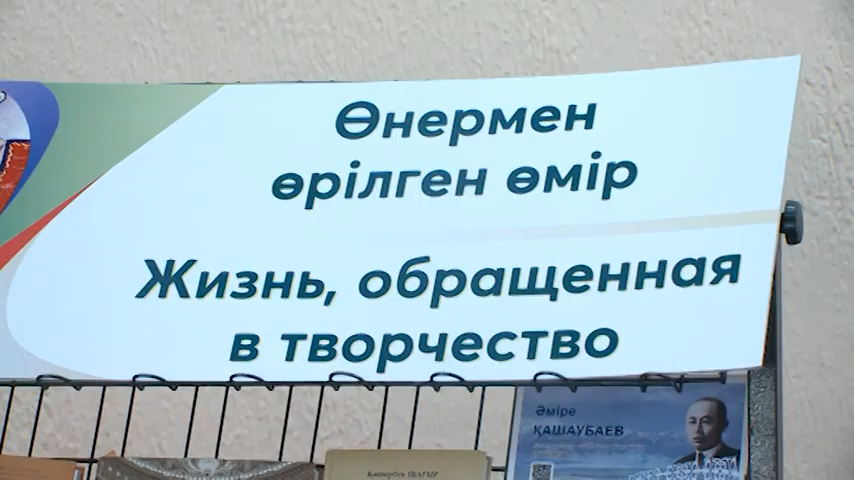 Өнермен
өрілген өмір
Жизнь, обращенная
в творчество
Әміре
ҚАШАУБАЕВ